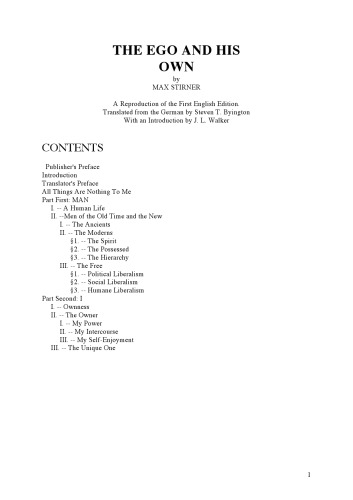 THE EGO AND HIS
OWN
by
MAX STIRNER
A Reproduction of the First English Edition.
Translated from the German by Steven T. Byington
With an Introduction by J. L. Walker
CONTENTS
Publisher's Preface
Introduction
Translator's Preface
All Things Are Nothing To Me
Part First: MAN
I. -- A Human Life
II. --Men of the Old Time and the New
I. -- The Ancients
II. -- The Moderns
§1. -- The Spirit
§2. -- The Possessed
§3. -- The Hierarchy
III. -- The Free
§1. -- Political Liberalism
§2. -- Social Liberalism
§3. -- Humane Liberalism
Part Second: I
I. -- Ownness
II. -- The Owner
I. -- My Power
II. -- My Intercourse
III. -- My Self-Enjoyment
III. -- The Unique One
1